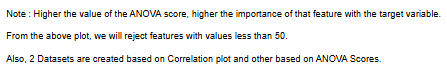 Note : Higher the value of the ANOVA score, higher the importance of that feature with the target variable.
From the above plot, we will reject features with values less than 50.
Also, 2 Datasets are created based on Correlation plot and other based on ANOVA Scores.